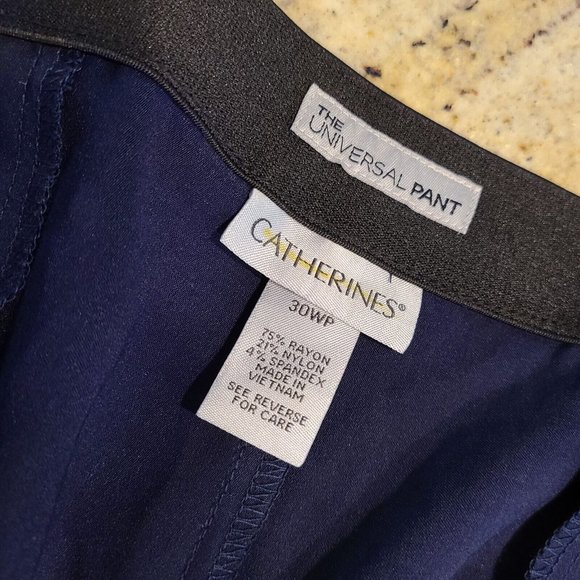 THE
UNIVERSAL PANT
CATHERINES®
30WP
75% RAYON
21% NYLON
4% SPANDEX
MADE IN
VIETNAM
SEE REVERSE
FOR CARE